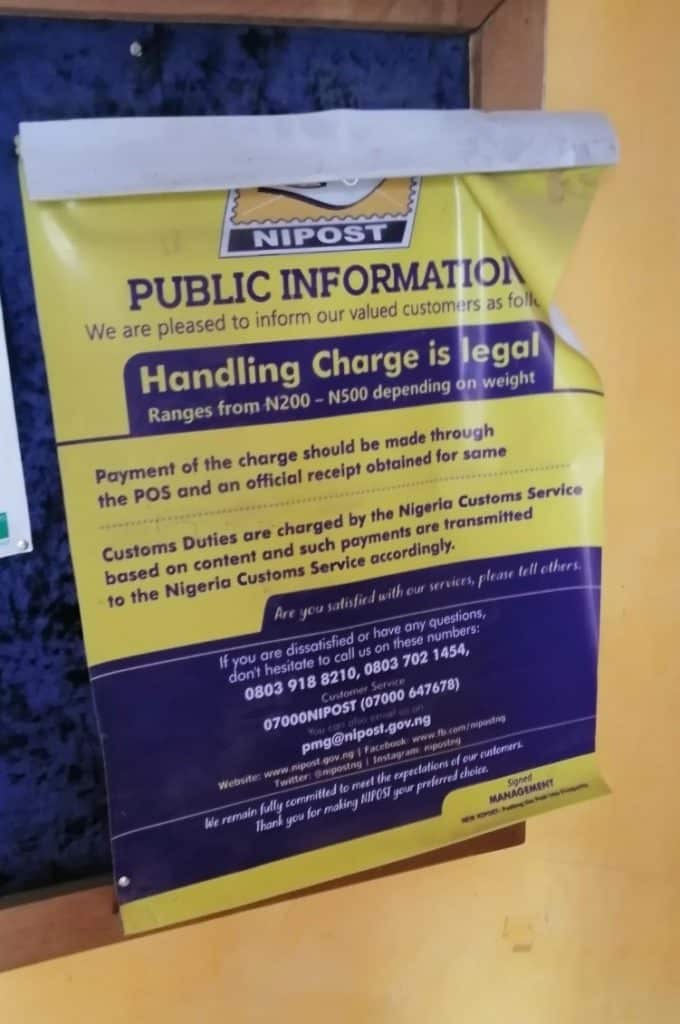 NIPOST
PUBLIC INFORMATION
We are pleased to inform our valued customers as
Handling Charge is legal
Ranges from N200 – N500 depending on weight
Payment of the charge should be made through
the POS and an official receipt obtained for same
Customs Duties are charged by the Nigeria Customs Service
based on content and such payments are transmitted
to the Nigeria Customs Service accordingly.
Are you satisfied with our services, please tell others.
If you are dissatisfied or have any questions,
don't hesitate to call us on these numbers:
0803 918 8210, 0803 702 1454,
Customer Service
07000NIPOST (07000 647678)
You can also email us on
pmg@nipost.gov.ng
Website: www.nipost.gov.ng | Facebook: www.fb.com/nipostng
Twitter: @nipostng | Instagram: nipostng
We remain fully committed to meet the expectations of our customers.
Thank you for making NIPOST your preferred choice.
Signed
MANAGEMENT